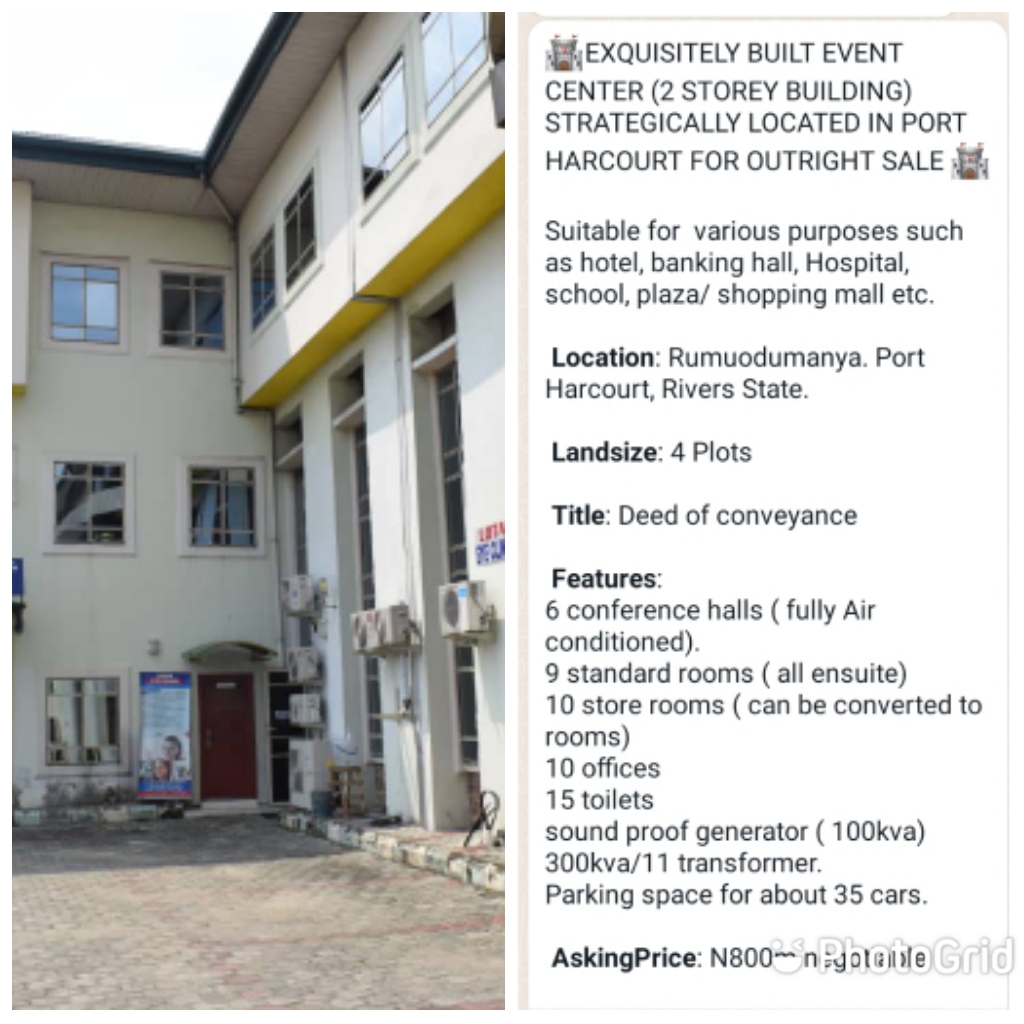 🏰EXQUISITELY BUILT EVENT
CENTER (2 STOREY BUILDING)
STRATEGICALLY LOCATED IN PORT
HARCOURT FOR OUTRIGHT SALE 🏰
Suitable for various purposes such
as hotel, banking hall, Hospital,
school, plaza/ shopping mall etc.
Location: Rumuodumanya. Port
Harcourt, Rivers State.
Landsize: 4 Plots
Title: Deed of conveyance
Features:
6 conference halls ( fully Air
conditioned).
9 standard rooms ( all ensuite)
10 store rooms ( can be converted to
rooms)
10 offices
15 toilets
sound proof generator ( 100kva)
300kva/11 transformer.
Parking space for about 35 cars.
AskingPrice: N800m negotiable
PhotoGrid